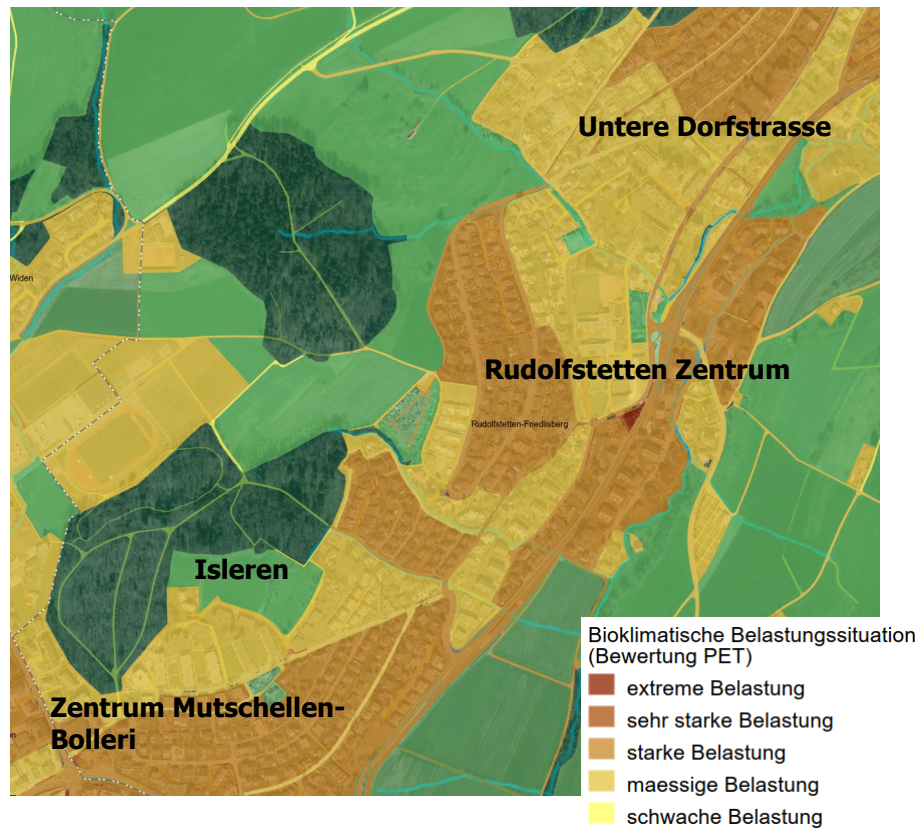 Untere Dorfstrasse
Widen
Rudolfstetten Zentrum
Rudolfstetten-Friedlisberg
Isleren
Zentrum Mutschellen-
Bolleri
Bioklimatische Belastungssituation
(Bewertung PET)
extreme Belastung
sehr starke Belastung
starke Belastung
maessige Belastung
schwache Belastung